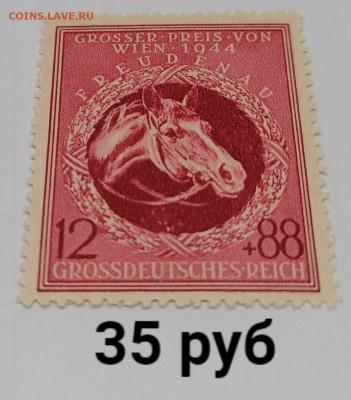 COINS.LAVE.RU
GROSSER·PREIS·VON
WIEN·1944
FREUDENAU
12 +88
GROSSDEUTSCHES·REICH
35 руб